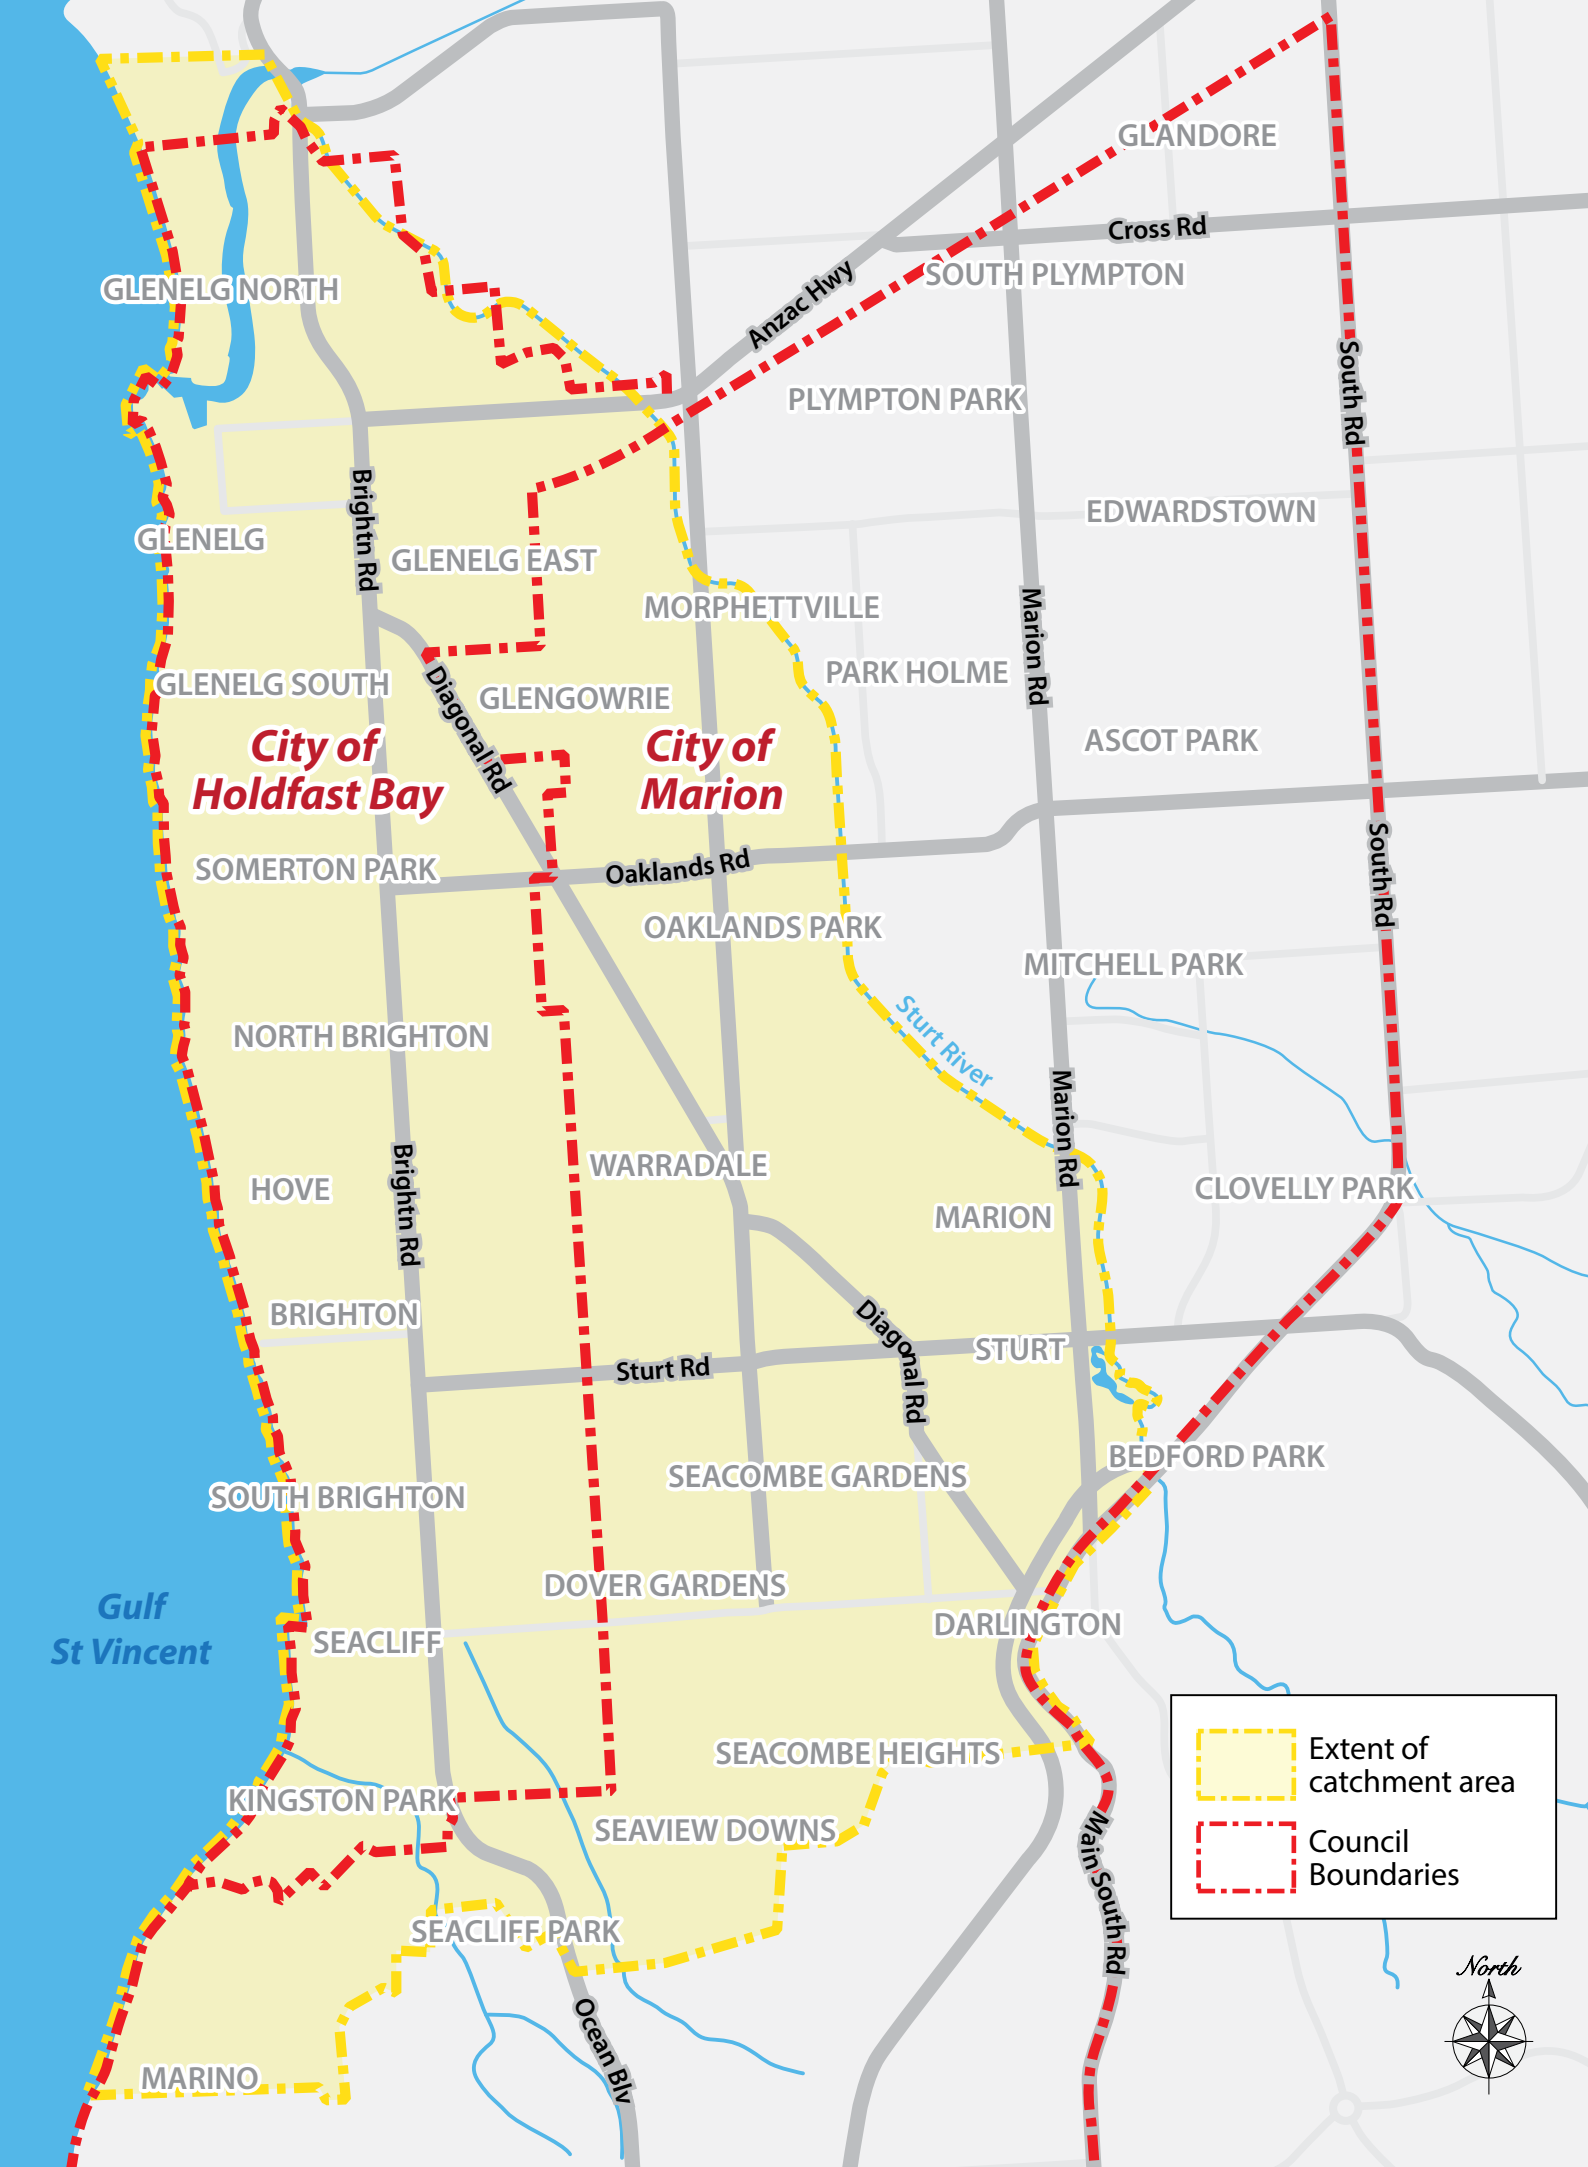 GLANDORE
Cross Rd
SOUTH PLYMPTON
Anzac Hwy
GLENELG NORTH
South Rd
PLYMPTON PARK
Brightn Rd
EDWARDSTOWN
GLENELG
GLENELG EAST
MORPHETTVILLE
Marion Rd
PARK HOLME
GLENELG SOUTH
Diagonal Rd
GLENGOWRIE
ASCOT PARK
City of
Holdfast Bay
City of
Marion
South Rd
SOMERTON PARK
Oaklands Rd
OAKLANDS PARK
MITCHELL PARK
NORTH BRIGHTON
Sturt River
Marion Rd
WARRADALE
HOVE
Brightn Rd
CLOVELLY PARK
MARION
BRIGHTON
Diagonal Rd
STURT
Sturt Rd
BEDFORD PARK
SEACOMBE GARDENS
SOUTH BRIGHTON
DOVER GARDENS
Gulf
St Vincent
DARLINGTON
SEACLIFF
SEACOMBE HEIGHTS
Extent of
catchment area
KINGSTON PARK
SEAVIEW DOWNS
Main South Rd
Council
Boundaries
SEACLIFF PARK
North
Ocean Blv
MARINO